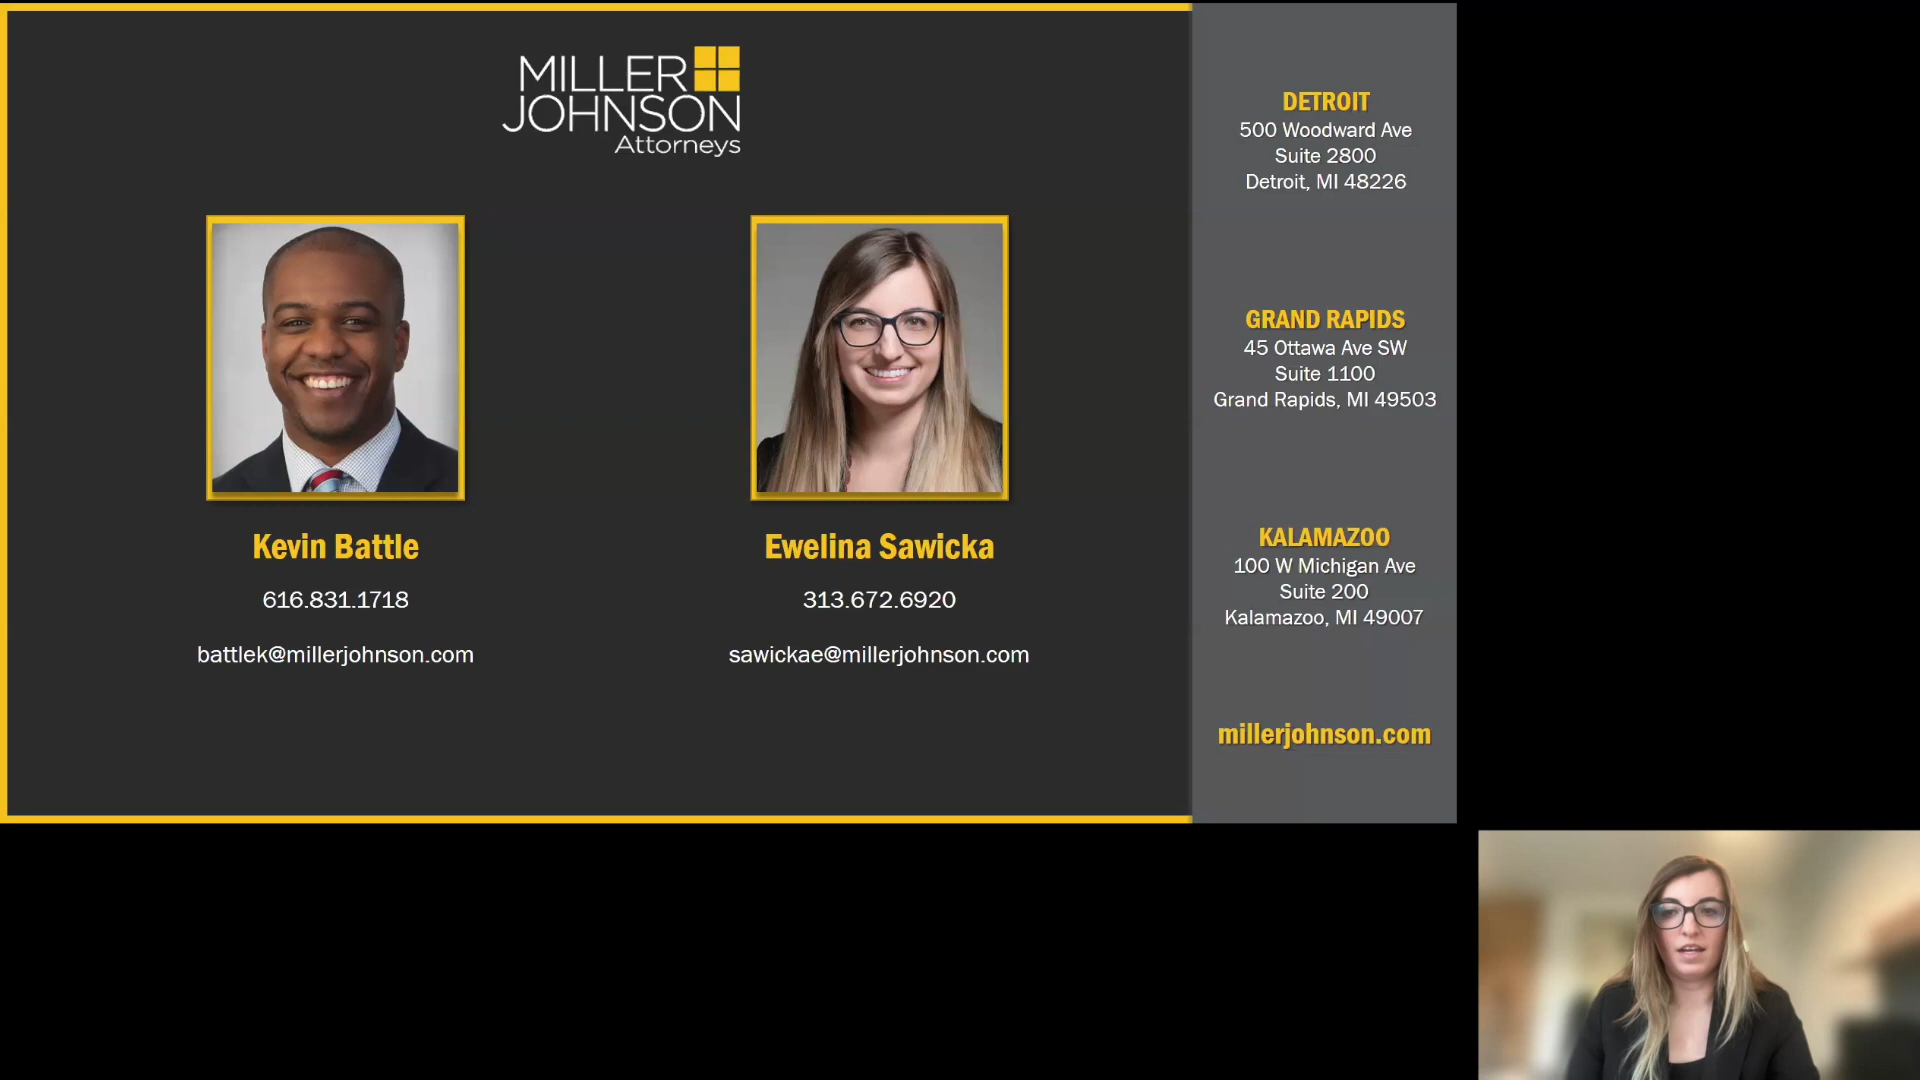 MILLER
JOHNSON
Attorneys
Kevin Battle
616.831.1718
battlek@millerjohnson.com
Ewelina Sawicka
313.672.6920
sawickae@millerjohnson.com
DETROIT
500 Woodward Ave
Suite 2800
Detroit, MI 48226
GRAND RAPIDS
45 Ottawa Ave SW
Suite 1100
Grand Rapids, MI 49503
KALAMAZOO
100 W Michigan Ave
Suite 200
Kalamazoo, MI 49007
millerjohnson.com